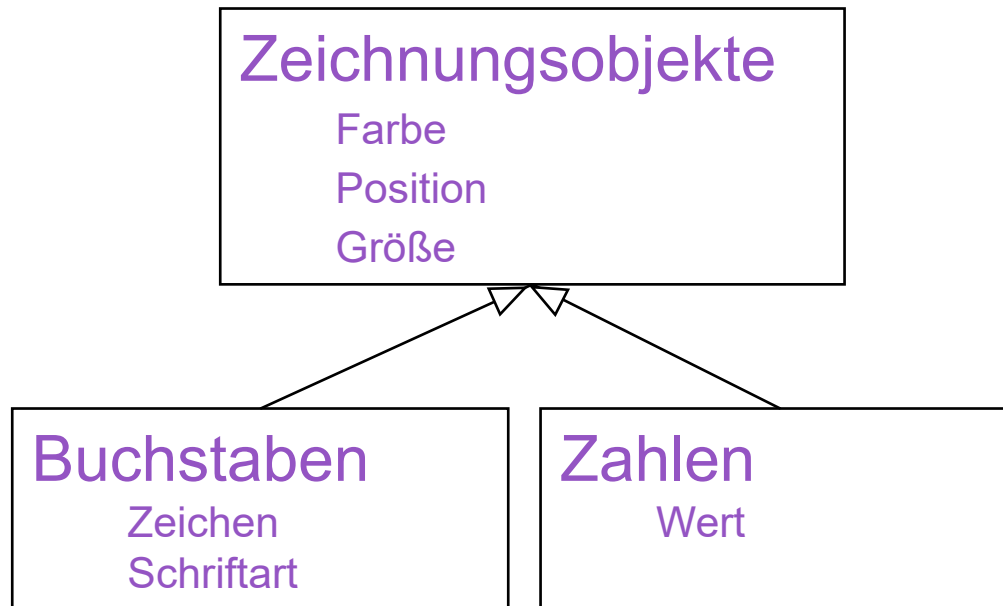 Zeichnungsobjekte
Farbe
Position
Größe
Buchstaben
Zeichen
Schriftart
Zahlen
Wert